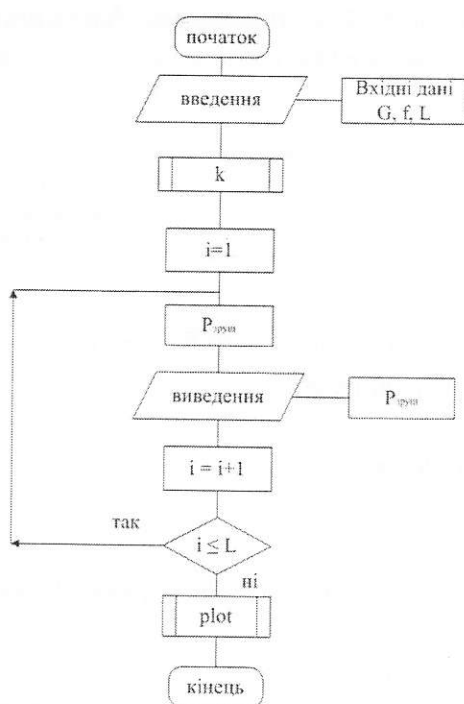 початок
введення
Вхідні дані
G, f, L
k
i=1
P
виведення
P
i = i+1
так
i ≤ L
ні
plot
кінець